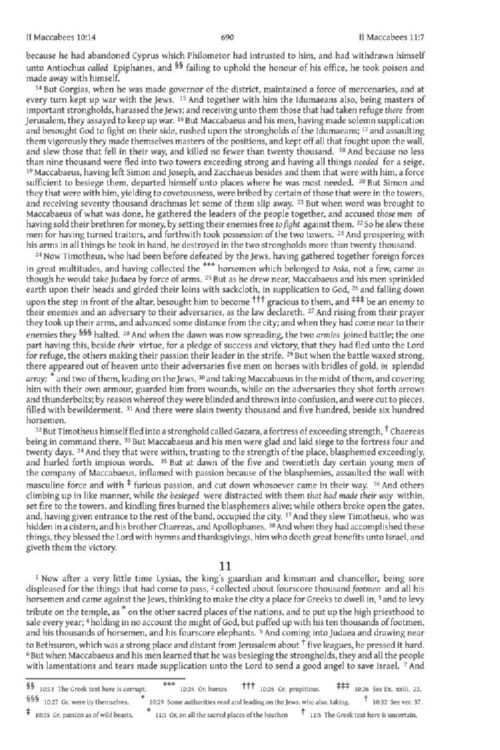 II Maccabees 10:14 690 II Maccabees 11:7
because he had abandoned Cyprus which Philometor had intrusted to him, and had withdrawn himself
unto Antiochus called Epiphanes, and §§ failing to uphold the honour of his office, he took poison and
made away with himself.
14 But Gorgias, when he was made governor of the district, maintained a force of mercenaries, and at
every turn kept up war with the Jews. 15 And together with him the Idumaeans also, being masters of
important strongholds, harassed the Jews; and receiving unto them those that had taken refuge there from
Jerusalem, they assayed to keep up war. 16 But Maccabaeus and his men, having made solemn supplication
and besought God to fight on their side, rushed upon the strongholds of the Idumaeans; 17 and assaulting
them vigorously they made themselves masters of the positions, and kept off all that fought upon the wall,
and slew those that fell in their way, and killed no fewer than twenty thousand. 18 And because no less
than nine thousand were fled into two towers exceeding strong and having all things needed for a seige,
19 Maccabaeus, having left Simon and Joseph, and Zacchaeus besides and them that were with him, a force
sufficient to besiege them, departed himself unto places where he was most needed. 20 But Simon and
they that were with him, yielding to covetousness, were bribed by certain of those that were in the towers,
and receiving seventy thousand drachmas let some of them slip away. 21 But when word was brought to
Maccabaeus of what was done, he gathered the leaders of the people together, and accused those men of
having sold their brethren for money, by setting their enemies free to fight against them. 22 So he slew these
men for having turned traitors, and forthwith took possession of the two towers. 23 And prospering with
his arms in all things he took in hand, he destroyed in the two strongholds more than twenty thousand.
24 Now Timotheus, who had been before defeated by the Jews, having gathered together foreign forces
in great multitudes, and having collected the *** horsemen which belonged to Asia, not a few, came as
though he would take Judaea by force of arms. 25 But as he drew near, Maccabaeus and his men sprinkled
earth upon their heads and girded their loins with sackcloth, in supplication to God, 26 and falling down
upon the step in front of the altar, besought him to become ††† gracious to them, and ‡‡‡ be an enemy to
their enemies and an adversary to their adversaries, as the law declareth. 27 And rising from their prayer
they took up their arms, and advanced some distance from the city; and when they had come near to their
enemies they §§§ halted. 28 And when the dawn was now spreading, the two armies joined battle; the one
part having this, beside their virtue, for a pledge of success and victory, that they had fled unto the Lord
for refuge, the others making their passion their leader in the strife. 29 But when the battle waxed strong,
there appeared out of heaven unto their adversaries five men on horses with bridles of gold, in splendid
array; * and two of them, leading on the Jews, 30 and taking Maccabaeus in the midst of them, and covering
him with their own armour, guarded him from wounds, while on the adversaries they shot forth arrows
and thunderbolts; by reason whereof they were blinded and thrown into confusion, and were cut to pieces,
filled with bewilderment. 31 And there were slain twenty thousand and five hundred, beside six hundred
horsemen.
32 But Timotheus himself fled into a stronghold called Gazara, a fortress of exceeding strength, † Chaereas
being in command there. 33 But Maccabaeus and his men were glad and laid siege to the fortress four and
twenty days. 34 And they that were within, trusting to the strength of the place, blasphemed exceedingly,
and hurled forth impious words. 35 But at dawn of the five and twentieth day certain young men of
the company of Maccabaeus, inflamed with passion because of the blasphemies, assaulted the wall with
masculine force and with ‡ furious passion, and cut down whosoever came in their way. 36 And others
climbing up in like manner, while the besieged were distracted with them that had made their way within,
set fire to the towers, and kindling fires burned the blasphemers alive; while others broke open the gates,
and, having given entrance to the rest of the band, occupied the city. 37 And they slew Timotheus, who was
hidden in a cistern, and his brother Chaereas, and Apollophanes. 38 And when they had accomplished these
things, they blessed the Lord with hymns and thanksgivings, him who doeth great benefits unto Israel, and
giveth them the victory.
11
1 Now after a very little time Lysias, the king's guardian and kinsman and chancellor, being sore
displeased for the things that had come to pass, 2 collected about fourscore thousand footmen and all his
horsemen and came against the Jews, thinking to make the city a place for Greeks to dwell in, 3 and to levy
tribute on the temple, as * on the other sacred places of the nations, and to put up the high priesthood to
sale every year; 4 holding in no account the might of God, but puffed up with his ten thousands of footmen,
and his thousands of horsemen, and his fourscore elephants. 5 And coming into Judaea and drawing near
to Bethsuron, which was a strong place and distant from Jerusalem about † five leagues, he pressed it hard.
6 But when Maccabaeus and his men learned that he was besieging the strongholds, they and all the people
with lamentations and tears made supplication unto the Lord to send a good angel to save Israel. 7 And
§§ 10:13 The Greek text here is corrupt. *** 10:24 Or, horses ††† 10:26 Gr. propitious. ‡‡‡ 10:26 See Ex. xxiii. 22.
§§§ 10:27 Gr. were by themselves. * 10:29 Some authorities read and leading on the Jews; who also, taking. † 10:32 See ver. 37.
‡ 10:35 Gr. passion as of wild beasts. * 11:3 Or, on all the sacred places of the heathen † 11:5 The Greek text here is uncertain.